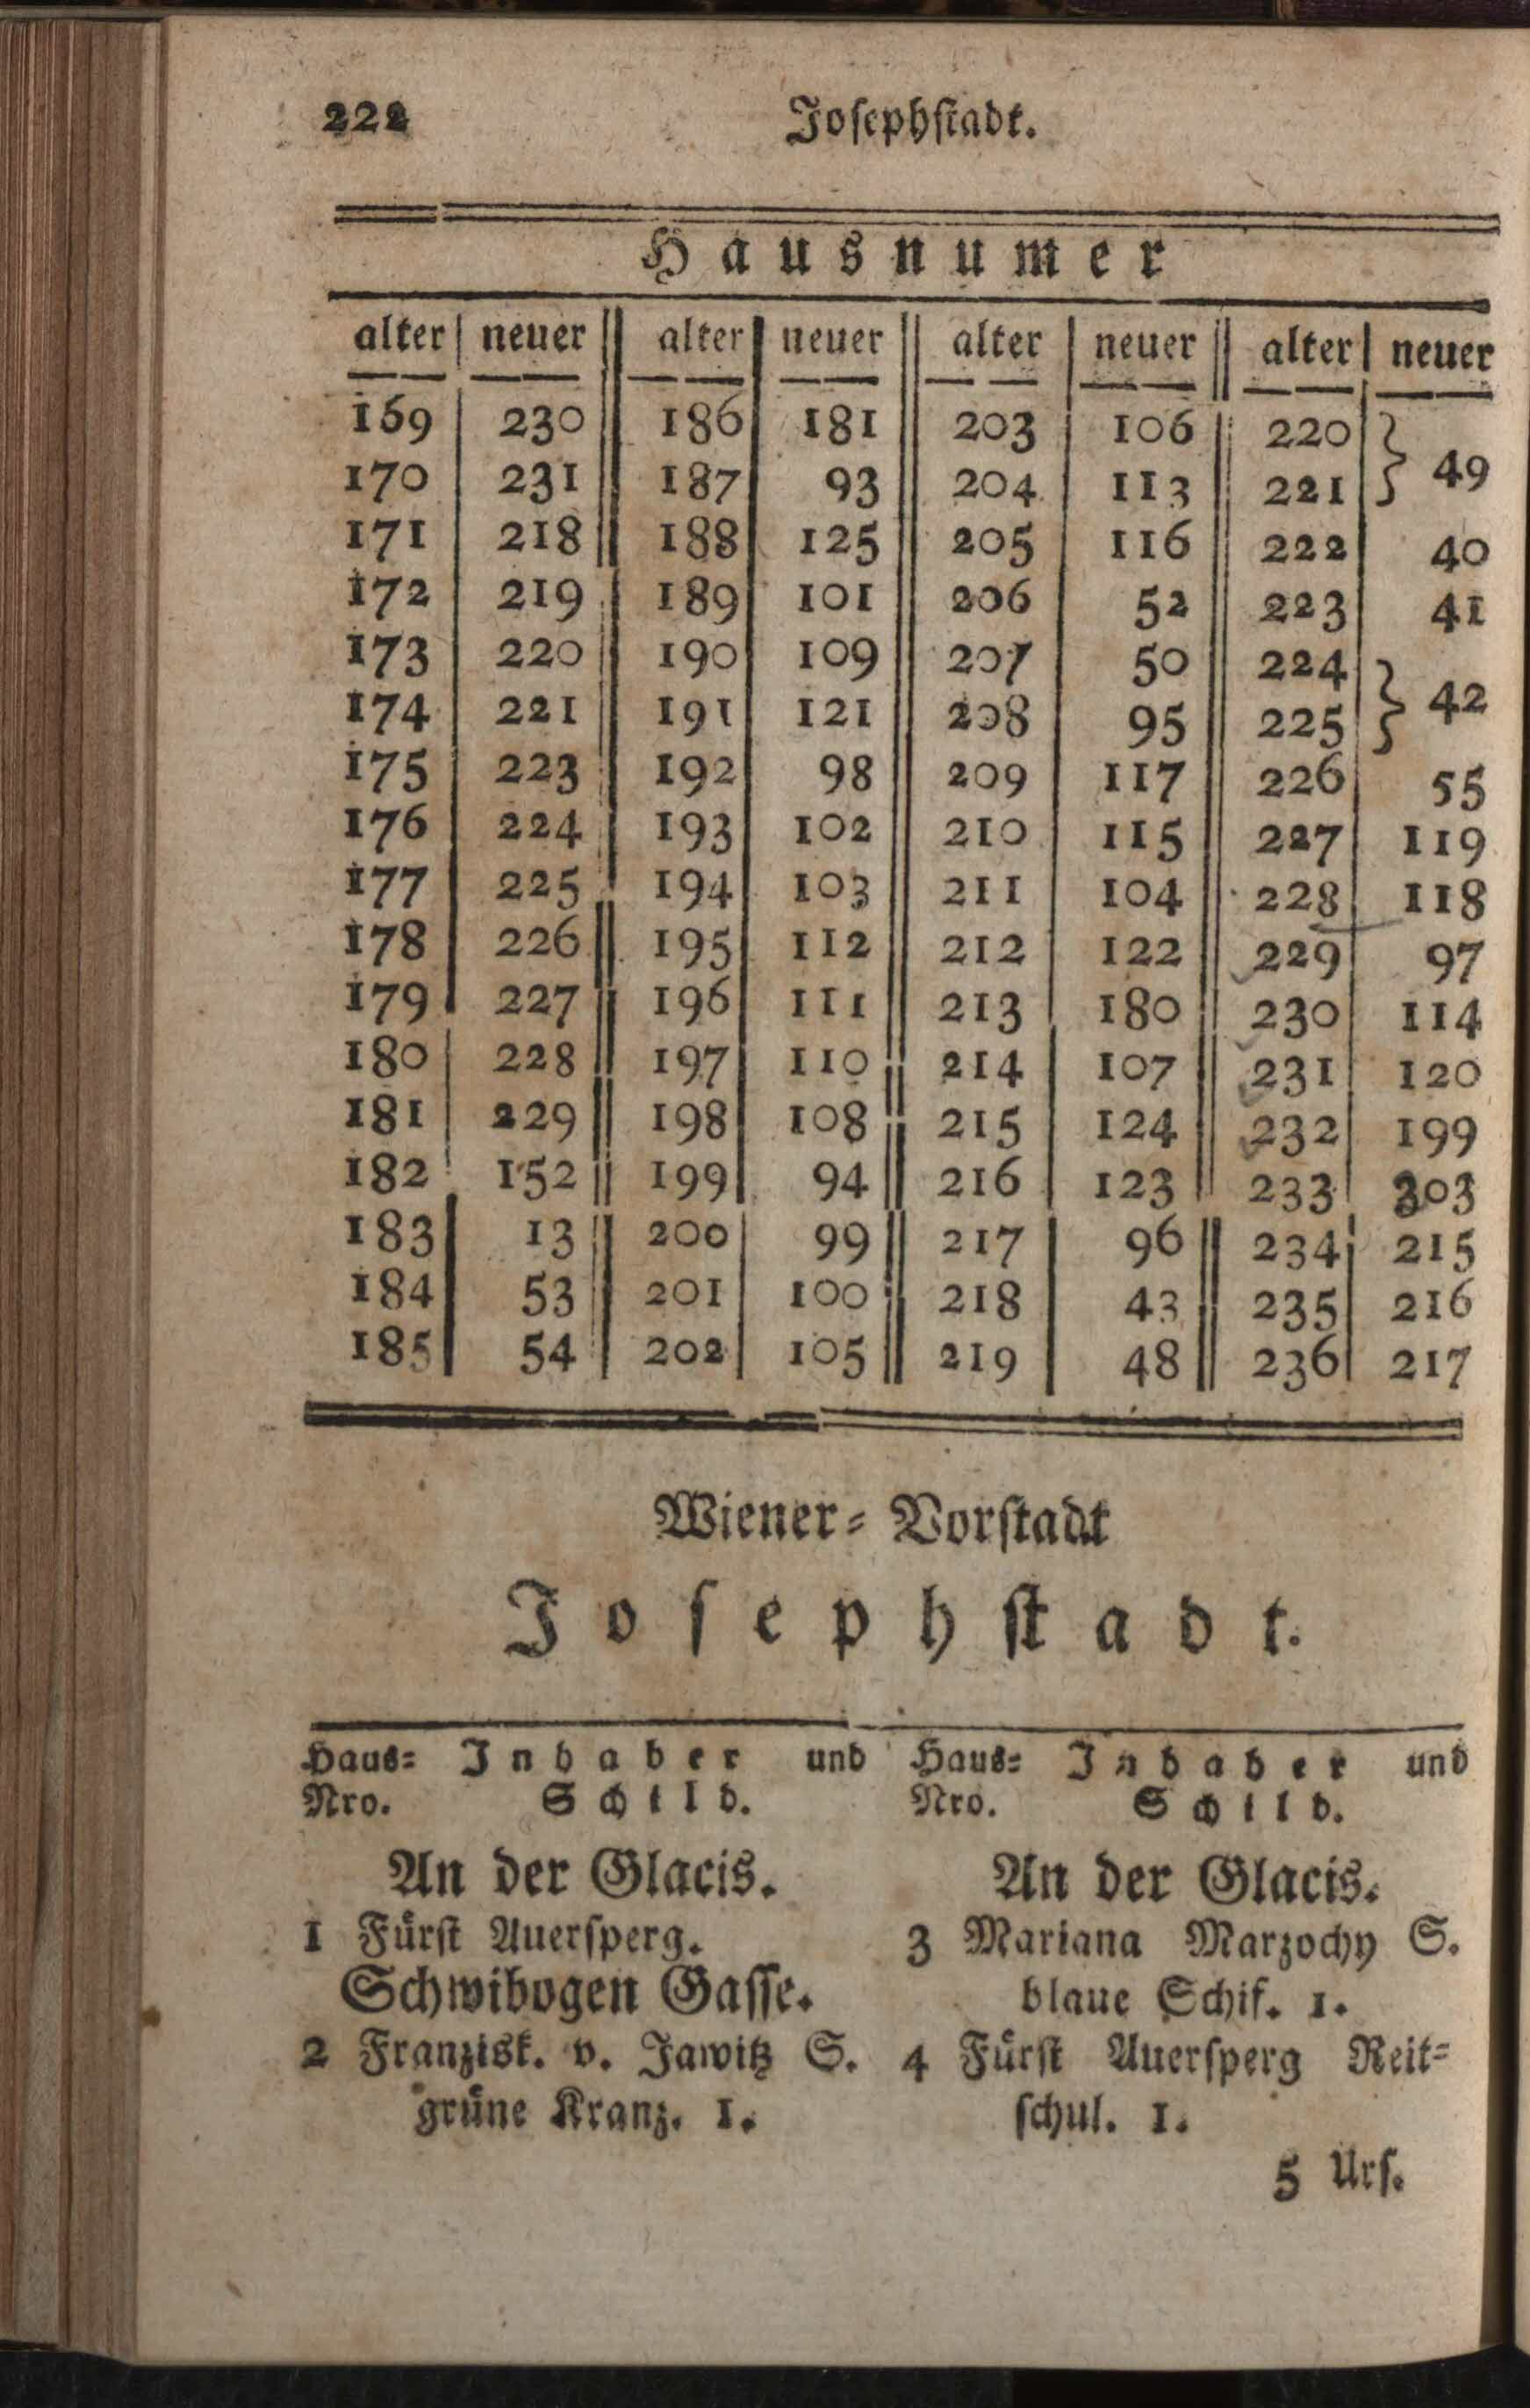 222 Joſephſtadt.
Hausnumer
alter neuer alter neuer alter neuer alter neuer
169 230 186 181 203 106 220 } 49
170 231 187 93 204 113 221
171 218 188 125 205 116 222 40
172 219 189 101 206 52 223 41
173 220 190 109 207 50 224 } 42
174 221 191 121 208 95 225
175 223 192 98 209 117 226 55
176 224 193 102 210 115 227 119
177 225 194 103 211 104 228 118
178 226 195 112 212 122 229 97
179 227 196 111 213 180 230 114
180 228 197 110 214 107 231 120
181 229 198 108 215 124 232 199
182 152 199 94 216 123 233 203
183 13 200 99 217 96 234 215
184 53 201 100 218 43 235 216
185 54 202 105 219 48 236 217
Wiener- Vorſtadt
Joſephſtadt.
Haus- Inhaber und
Nro. Schild.
An der Glacis.
1 Fürſt Auerſperg.
Schwibogen Gaſſe.
2 Franzisk. v. Jawitz S.
grüne Kranz. 1.
Haus- Inhaber und
Nro. Schild.
An der Glacis.
3 Mariana Marzochy S.
blaue Schif. 1.
4 Fürſt Auerſperg Reit-
ſchul. 1.
5 Urſ.